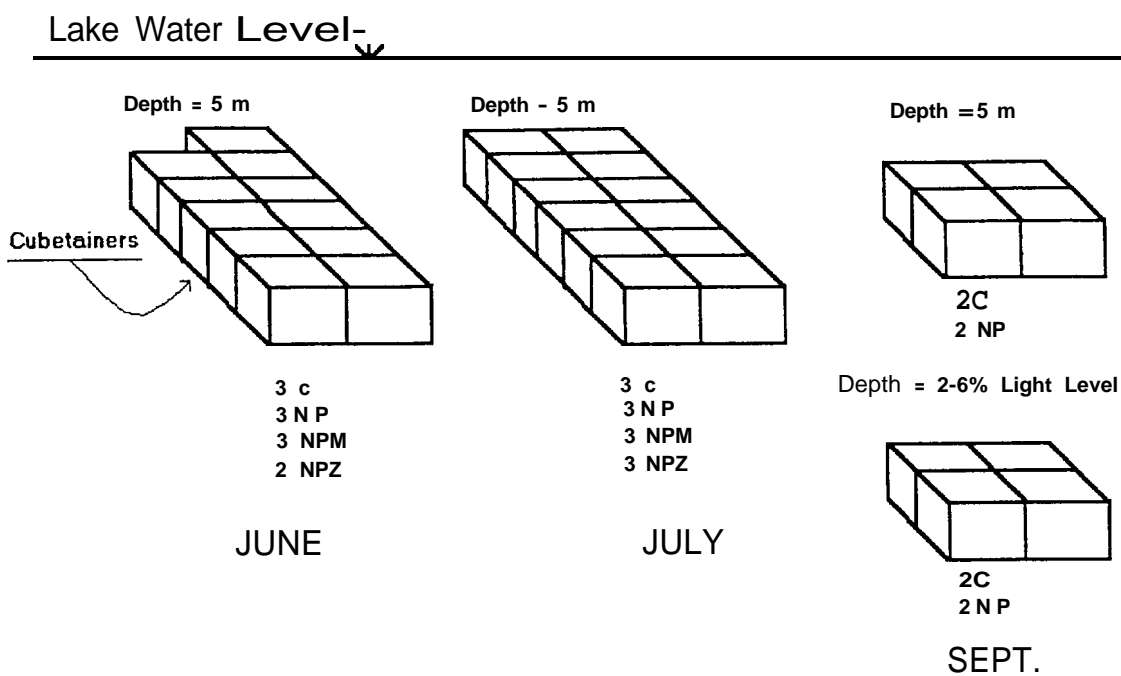 Lake Water Level-
Depth = 5 m
Cubetainers
3 c
3 N P
3 NPM
2 NPZ
JUNE
Depth - 5 m
3 c
3 N P
3 NPM
3 NPZ
JULY
Depth = 5 m
2C
2 NP
Depth = 2-6% Light Level
2C
2 N P
SEPT.